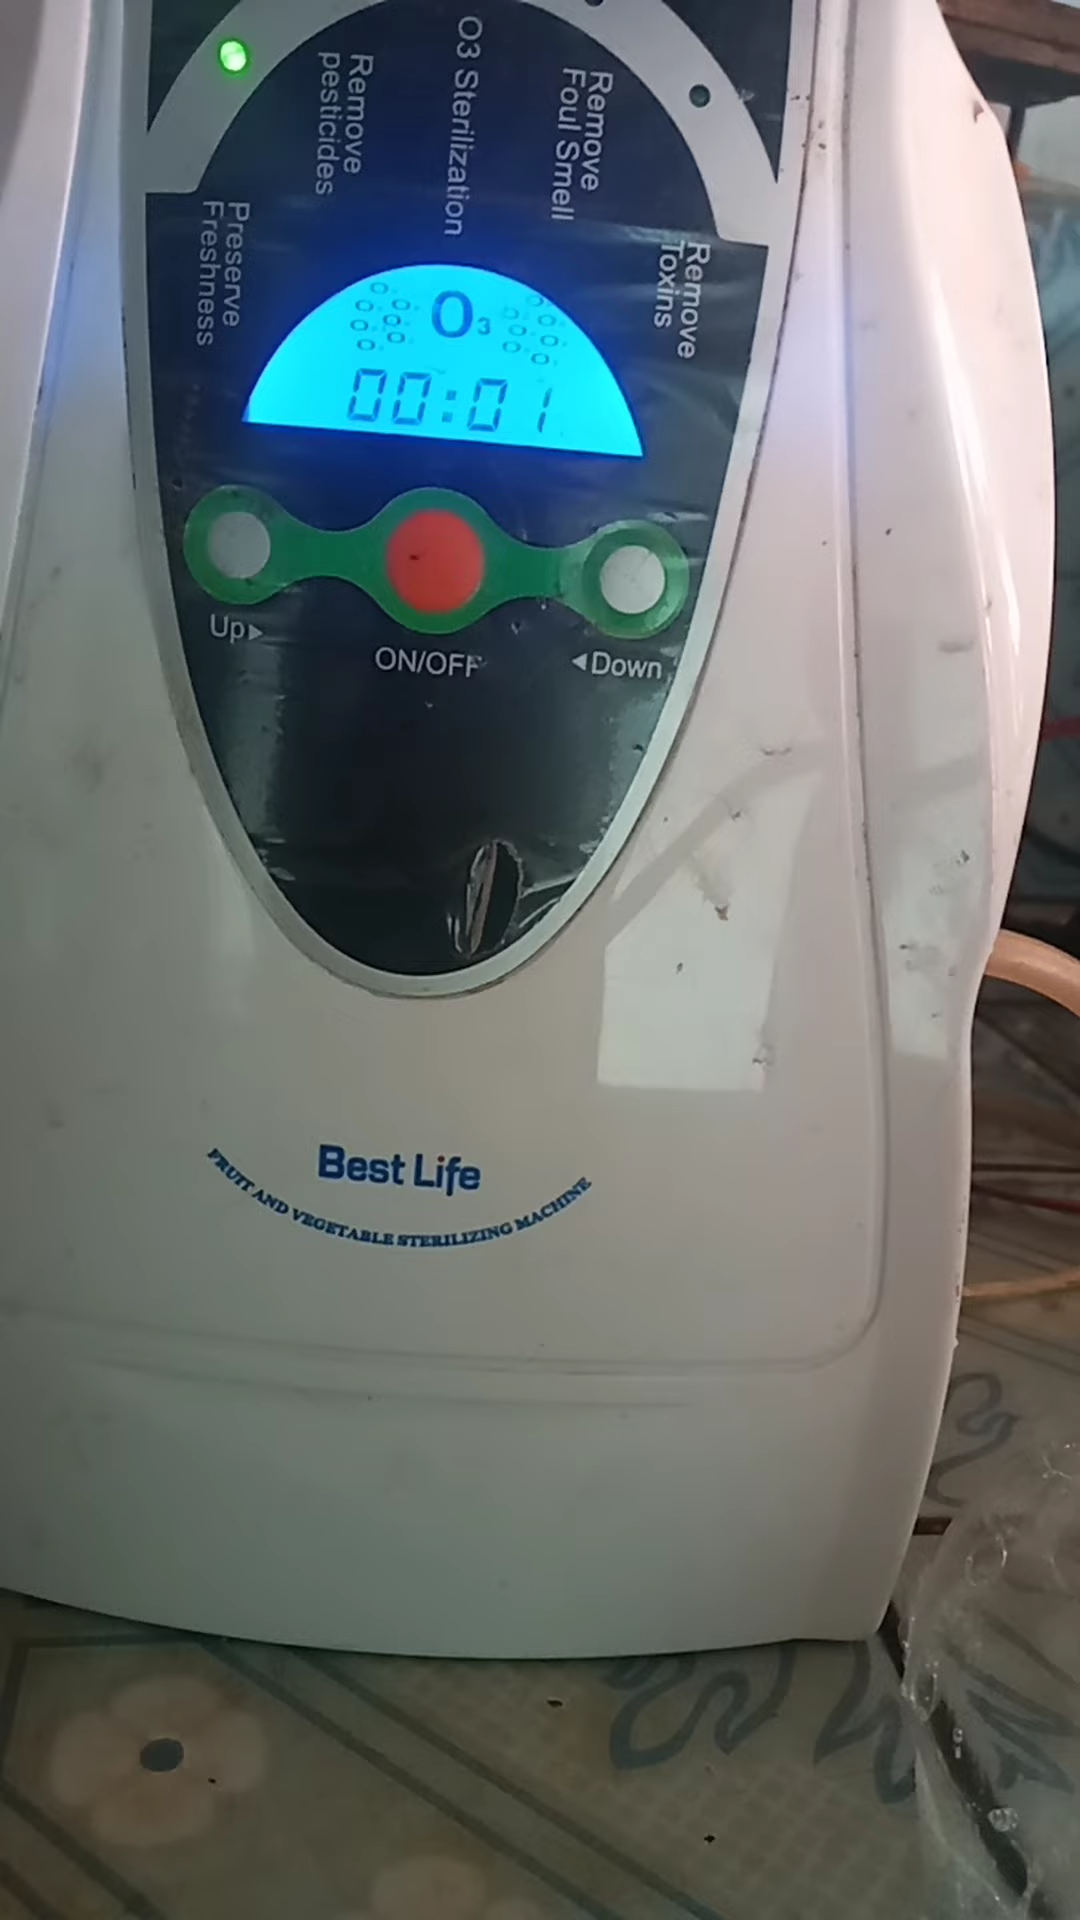 Preserve
Freshness
Remove
pesticides
O3 Sterilization
Remove
Foul Smell
Remove
Toxins
O3
00:01
Up▶
ON/OFF
◀Down
Best Life
FRUIT AND VEGETABLE STERILIZING MACHINE